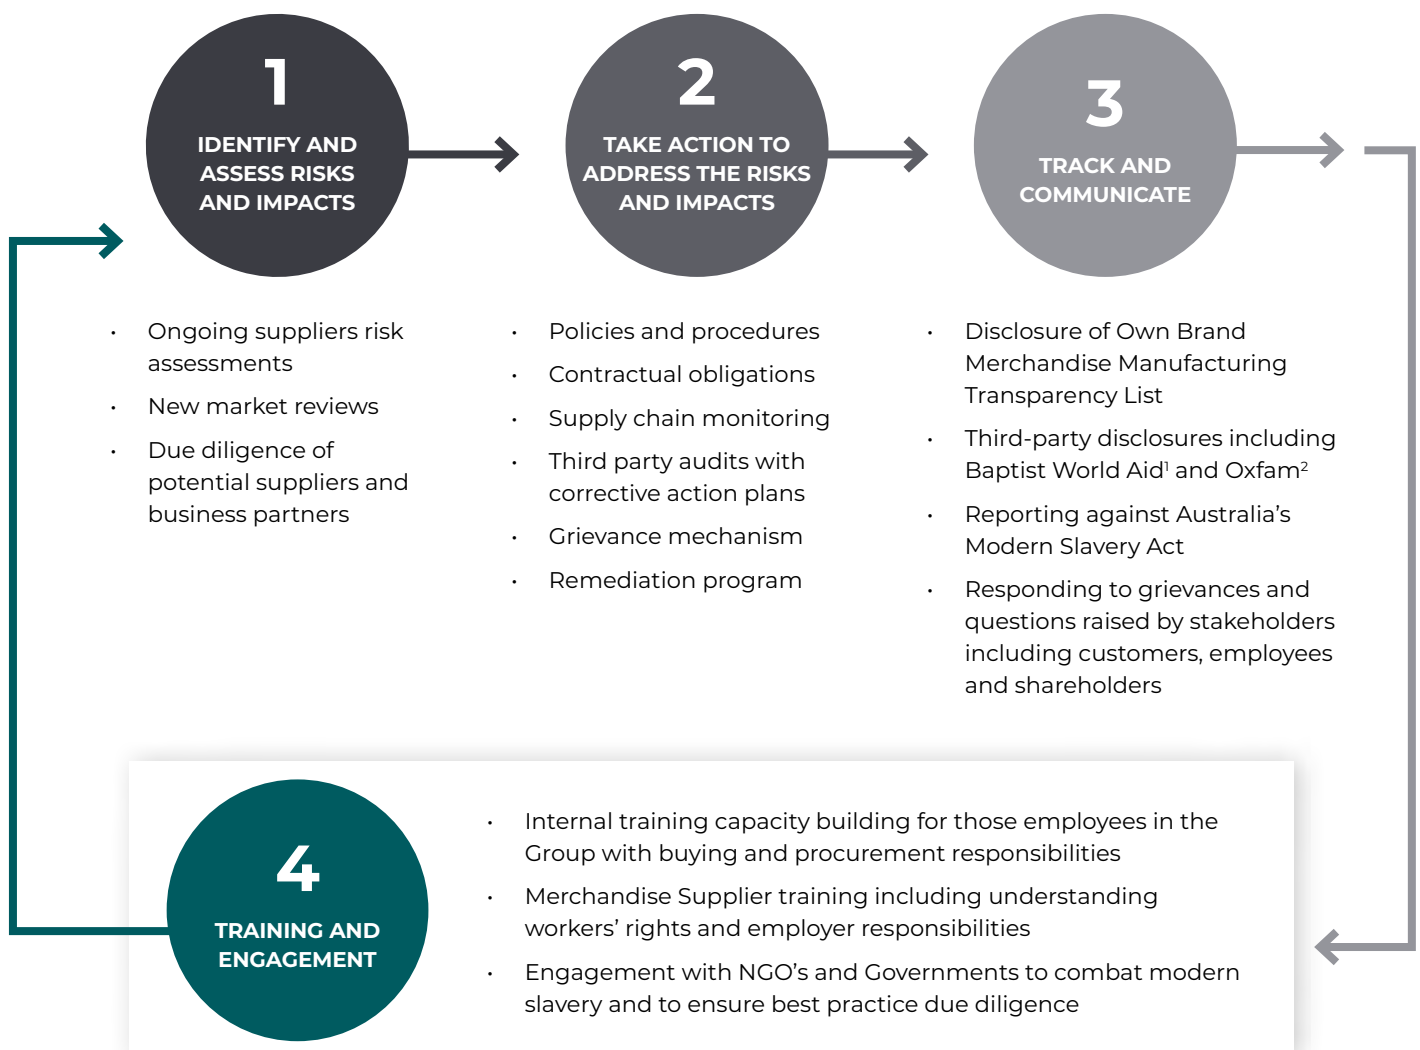 1
IDENTIFY AND
ASSESS RISKS
AND IMPACTS
• Ongoing suppliers risk
assessments
• New market reviews
• Due diligence of
potential suppliers and
business partners
2
TAKE ACTION TO
ADDRESS THE RISKS
AND IMPACTS
• Policies and procedures
• Contractual obligations
• Supply chain monitoring
• Third party audits with
corrective action plans
• Grievance mechanism
• Remediation program
3
TRACK AND
COMMUNICATE
• Disclosure of Own Brand
Merchandise Manufacturing
Transparency List
• Third-party disclosures including
Baptist World Aid¹ and Oxfam²
• Reporting against Australia’s
Modern Slavery Act
• Responding to grievances and
questions raised by stakeholders
including customers, employees
and shareholders
4
TRAINING AND
ENGAGEMENT
• Internal training capacity building for those employees in the
Group with buying and procurement responsibilities
• Merchandise Supplier training including understanding
workers’ rights and employer responsibilities
• Engagement with NGO’s and Governments to combat modern
slavery and to ensure best practice due diligence